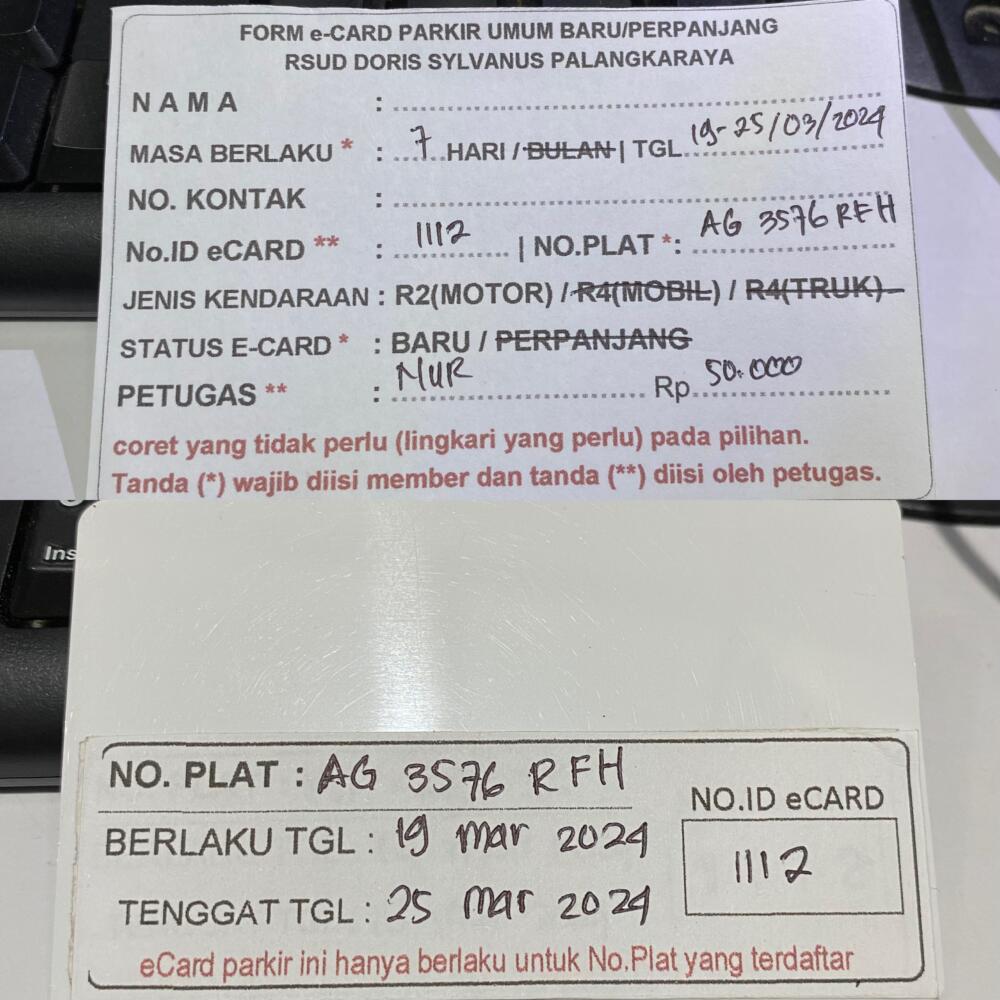 FORM e-CARD PARKIR UMUM BARU/PERPANJANG
RSUD DORIS SYLVANUS PALANGKARAYA
NAMA : 
MASA BERLAKU * : 7 HARI / BULAN | TGL 19-25/03/2024
NO. KONTAK :
No.ID eCARD ** : 1112 | NO.PLAT *: AG 3576 RFH
JENIS KENDARAAN : R2(MOTOR) / R4(MOBIL) / R4(TRUK)
STATUS E-CARD * : BARU / PERPANJANG
PETUGAS ** : NUR Rp 50.000
coret yang tidak perlu (lingkari yang perlu) pada pilihan.
Tanda (*) wajib diisi member dan tanda (**) diisi oleh petugas.
Ins
NO. PLAT : AG 3576 RFH
NO.ID eCARD
BERLAKU TGL : 19 Mar 2024
1112
TENGGAT TGL : 25 Mar 2024
eCard parkir ini hanya berlaku untuk No.Plat yang terdaftar